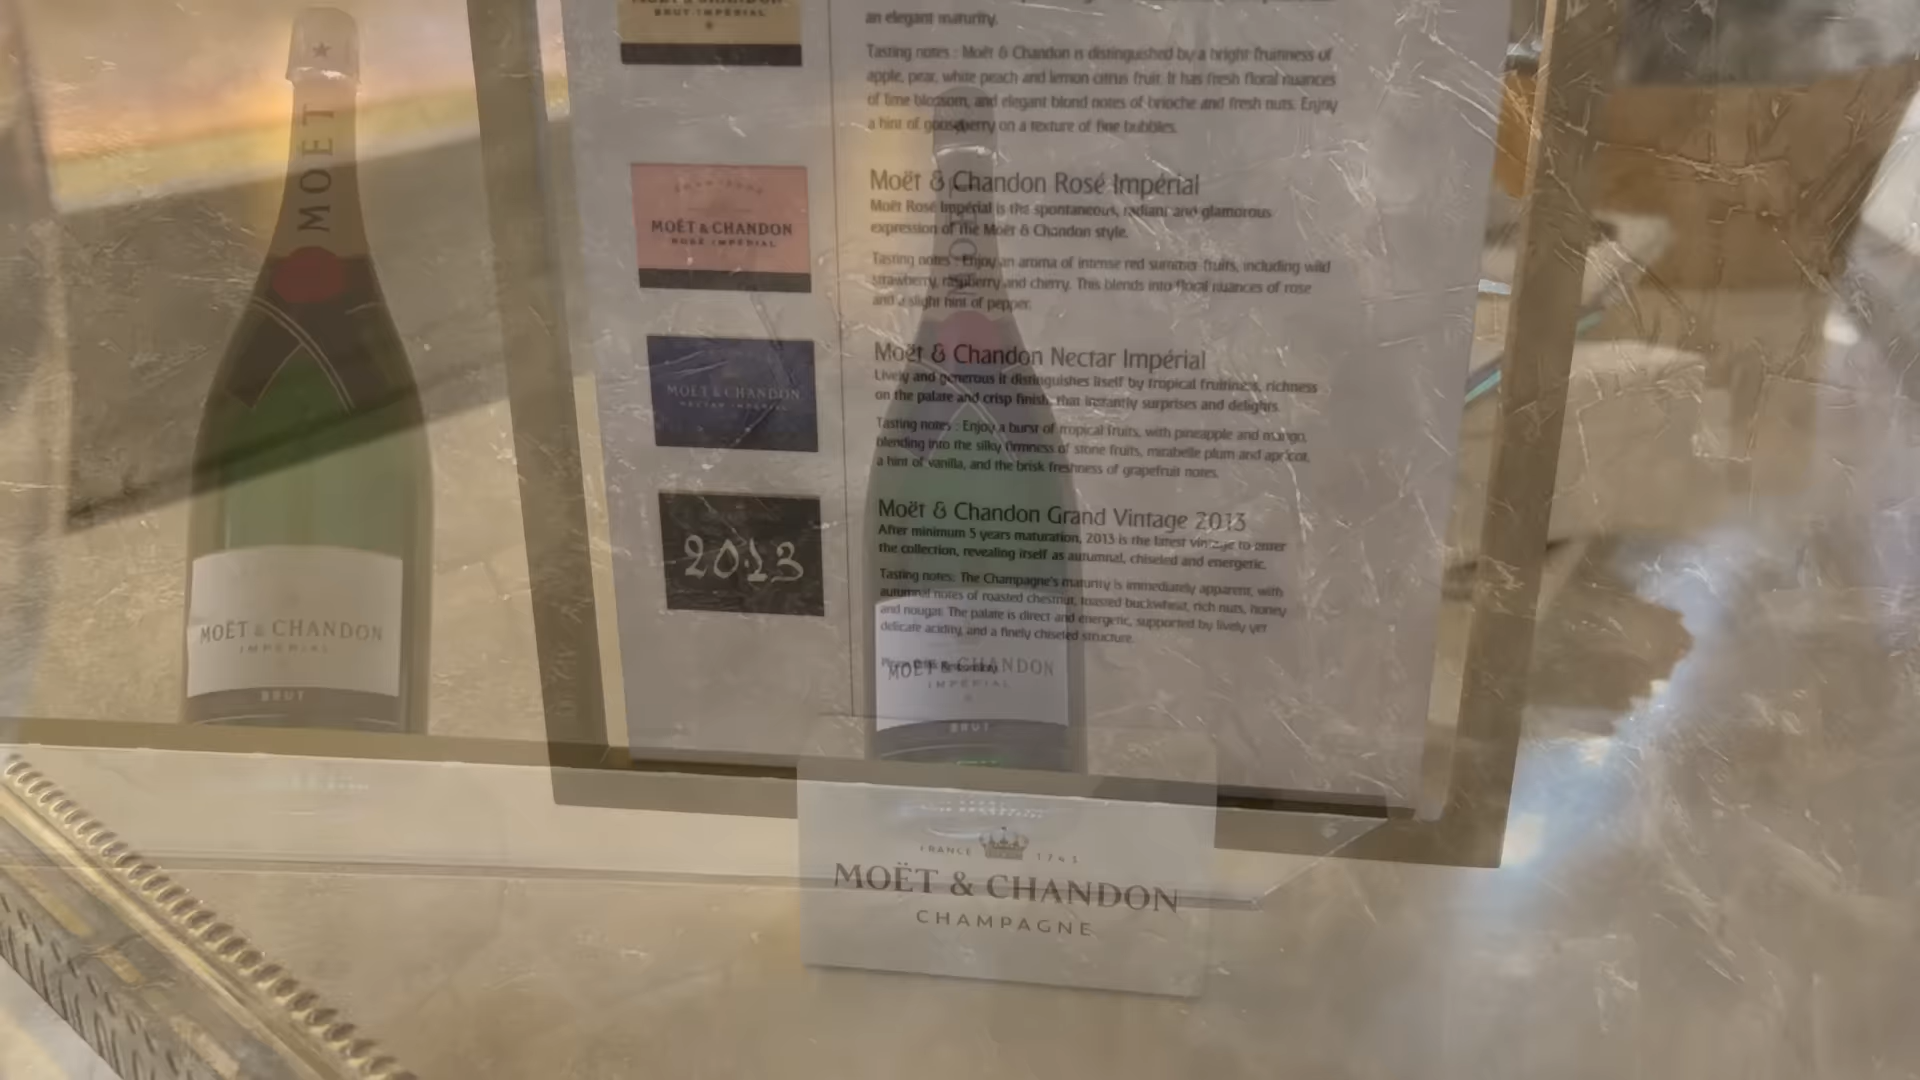 BRUT IMPÉRIAL
an elegant maturity.
Tasting notes : Moët & Chandon is distinguished by a bright fruitiness of
apple, pear, white peach and lemon citrus fruit. It has fresh floral nuances
of lime blossom, and elegant blond notes of brioche and fresh nuts. Enjoy
a hint of gooseberry on a texture of fine bubbles.
MOËT & CHANDON
ROSÉ IMPÉRIAL
Moët & Chandon Rosé Impérial
Moët Rosé Impérial is the spontaneous, radiant and glamorous
expression of the Moët & Chandon style.
Tasting notes : Enjoy an aroma of intense red summer fruits, including wild
strawberry, raspberry and cherry. This blends into floral nuances of rose
and a slight hint of pepper.
MOËT & CHANDON
NECTAR IMPÉRIAL
Moët & Chandon Nectar Impérial
Lively and generous it distinguishes itself by tropical fruitiness, richness
on the palate and crisp finish, that instantly surprises and delights.
Tasting notes : Enjoy a burst of tropical fruits, with pineapple and mango,
blending into the silky firmness of stone fruits, mirabelle plum and apricot,
a hint of vanilla, and the brisk freshness of grapefruit notes.
2013
Moët & Chandon Grand Vintage 2013
After minimum 5 years maturation, 2013 is the latest vintage to enter
the collection, revealing itself as autumnal, chiseled and energetic.
Tasting notes: The Champagne's maturity is immediately apparent, with
autumnal notes of roasted chestnut, toasted buckwheat, rich nuts, honey
and nougat. The palate is direct and energetic, supported by lively yet
delicate acidity, and a finely chiseled structure.
MOET
MOËT & CHANDON
IMPÉRIAL
BRUT
MOËT & CHANDON
IMPÉRIAL
BRUT
FRANCE 1743
MOËT & CHANDON
CHAMPAGNE